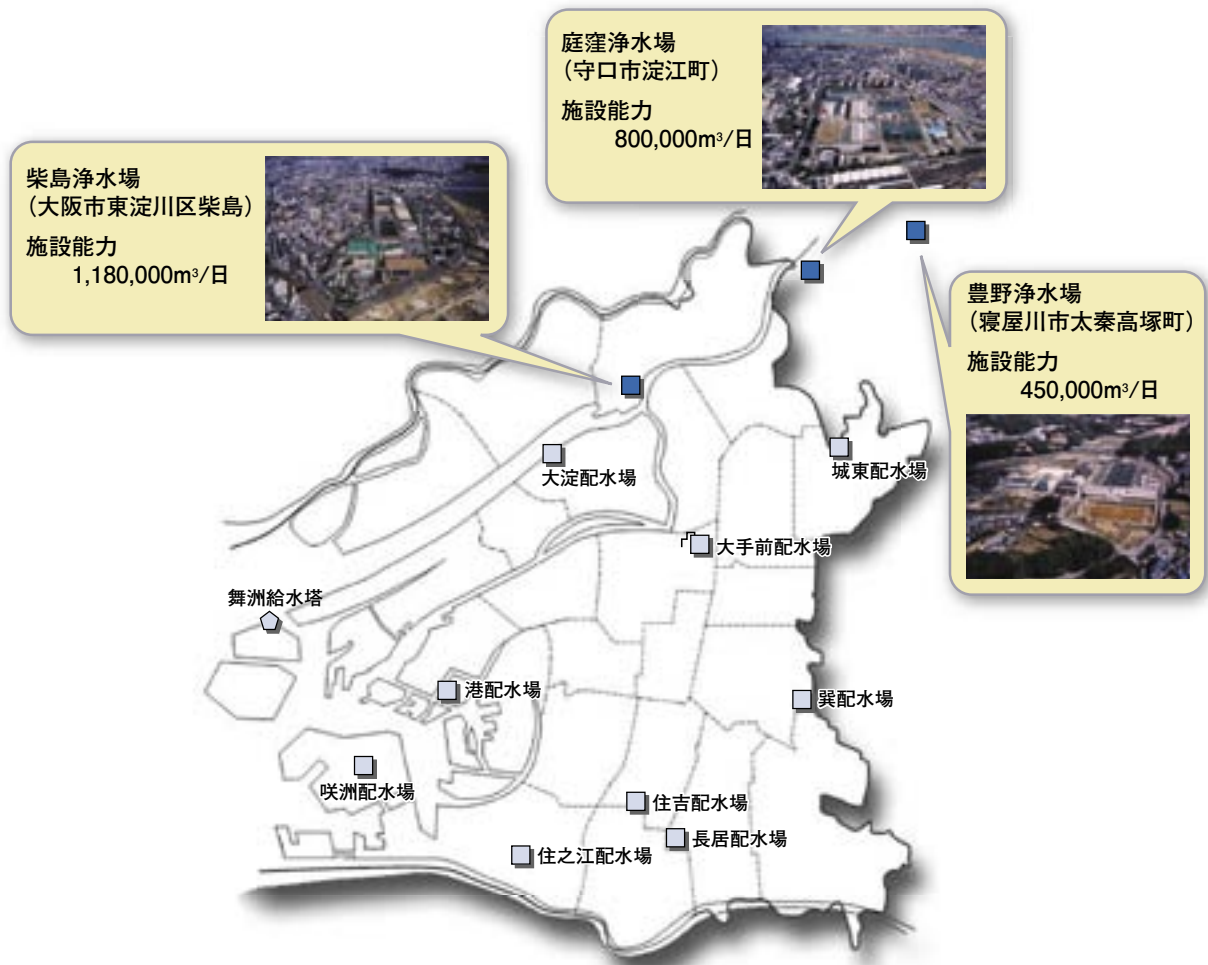 庭窪浄水場
（守口市淀江町）
施設能力
800,000m³/日
柴島浄水場
（大阪市東淀川区柴島）
施設能力
1,180,000m³/日
豊野浄水場
（寝屋川市太秦高塚町）
施設能力
450,000m³/日
大淀配水場
城東配水場
大手前配水場
舞洲給水塔
港配水場
巽配水場
咲洲配水場
住吉配水場
長居配水場
住之江配水場